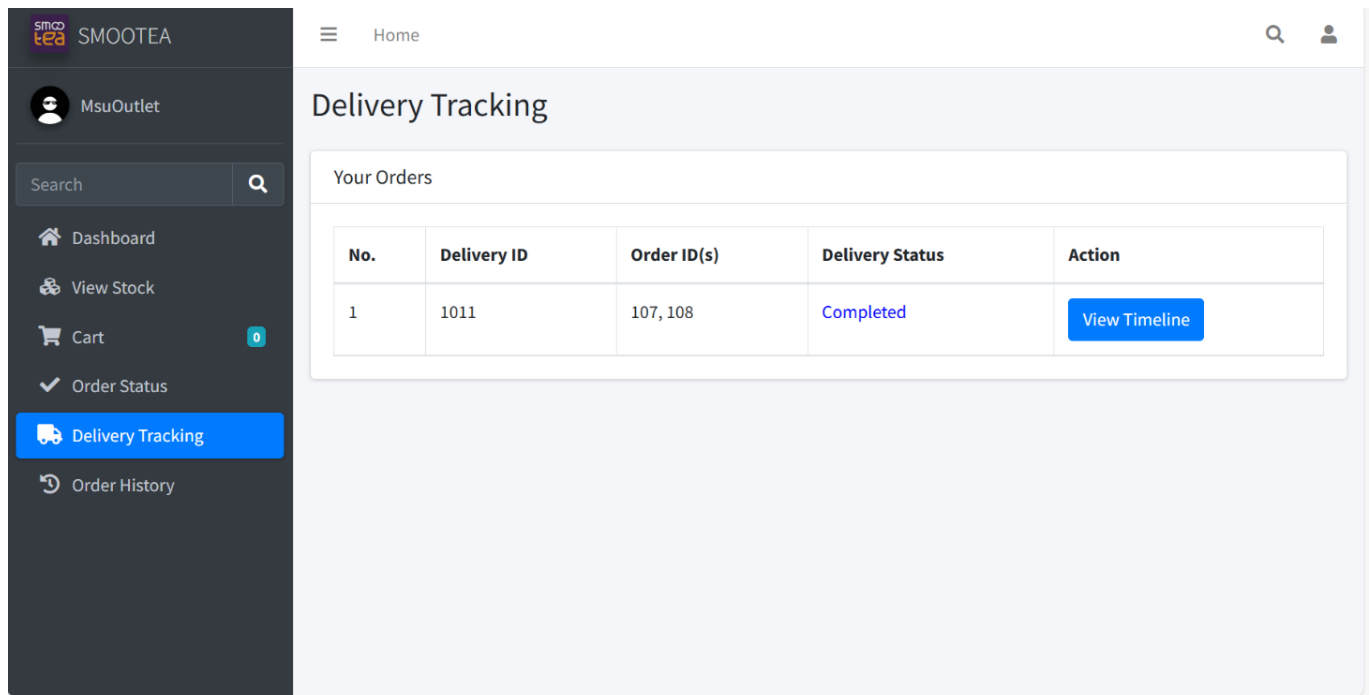 smoo
tea
SMOOTEA
Home
MsuOutlet
Search
Dashboard
View Stock
Cart 0
Order Status
Delivery Tracking
Order History
Delivery Tracking
Your Orders
No. Delivery ID Order ID(s) Delivery Status Action
1 1011 107, 108 Completed View Timeline